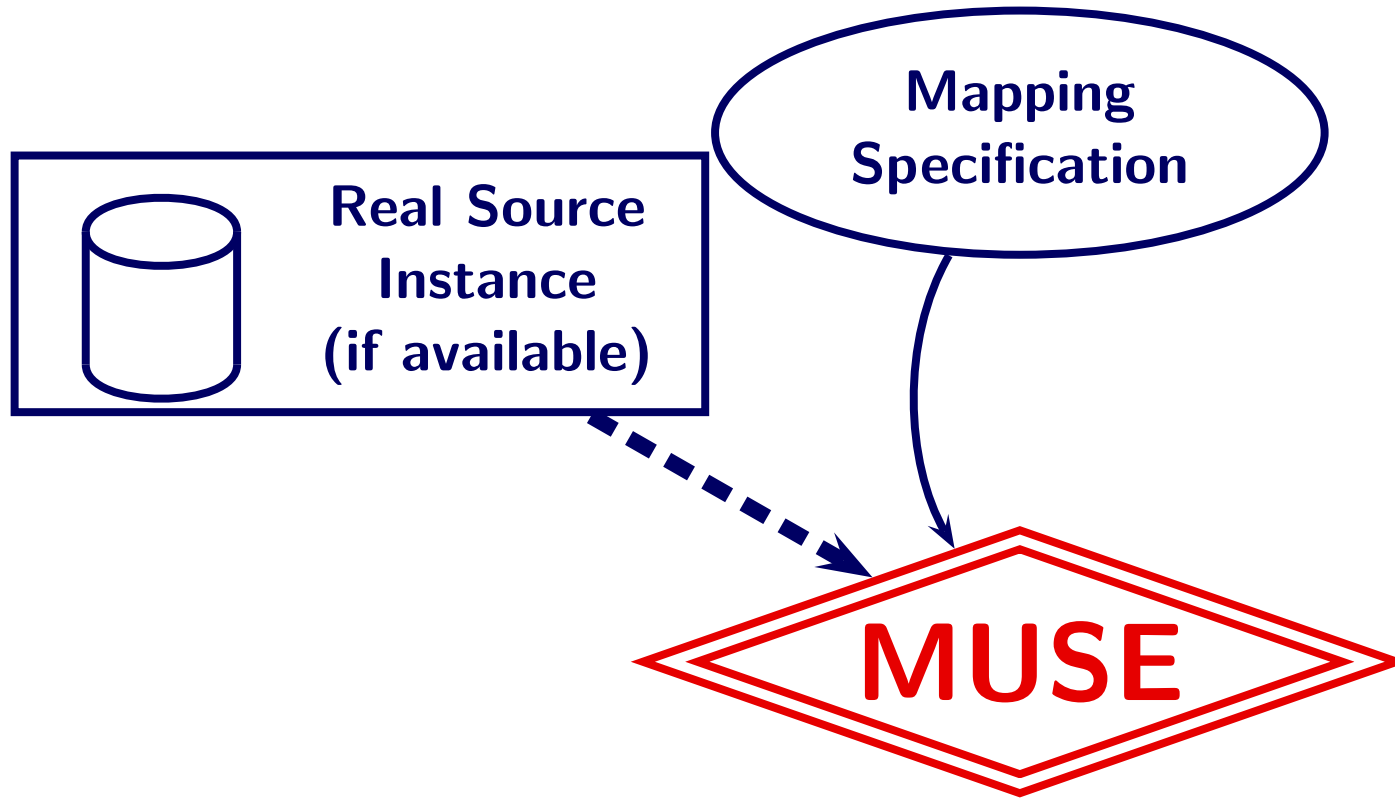 Mapping
Specification
Real Source
Instance
(if available)
MUSE